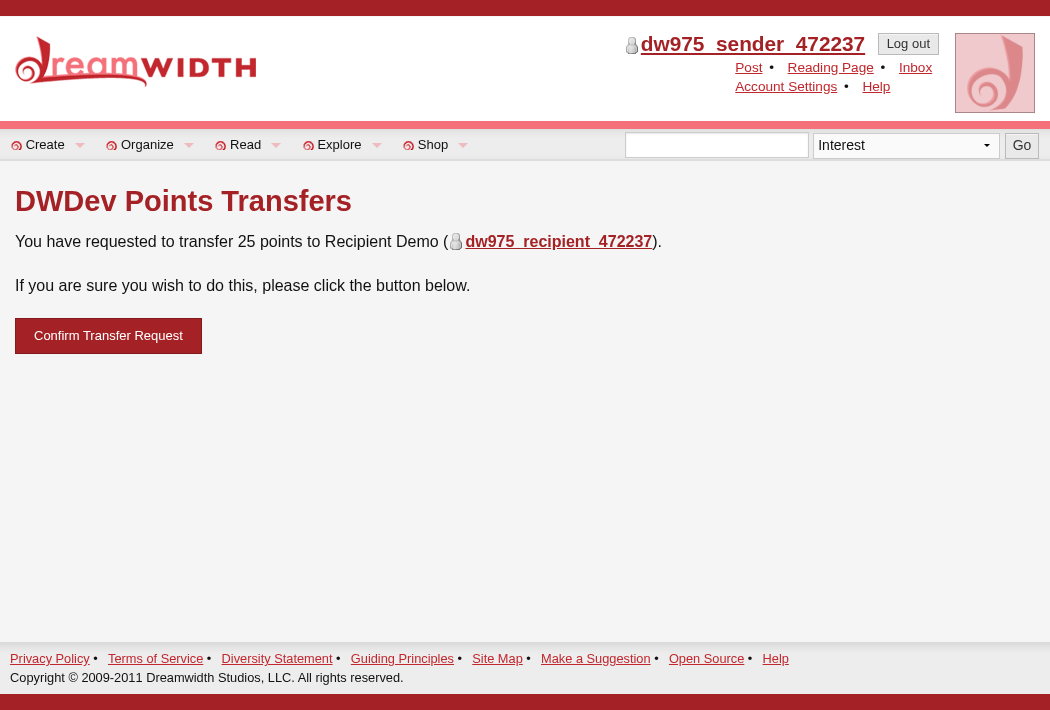 dreamWIDTH
dw975_sender_472237 Log out
Post • Reading Page • Inbox
Account Settings • Help
Create Organize Read Explore Shop Interest Go
DWDev Points Transfers
You have requested to transfer 25 points to Recipient Demo (dw975_recipient_472237).
If you are sure you wish to do this, please click the button below.
Confirm Transfer Request
Privacy Policy • Terms of Service • Diversity Statement • Guiding Principles • Site Map • Make a Suggestion • Open Source • Help
Copyright © 2009-2011 Dreamwidth Studios, LLC. All rights reserved.